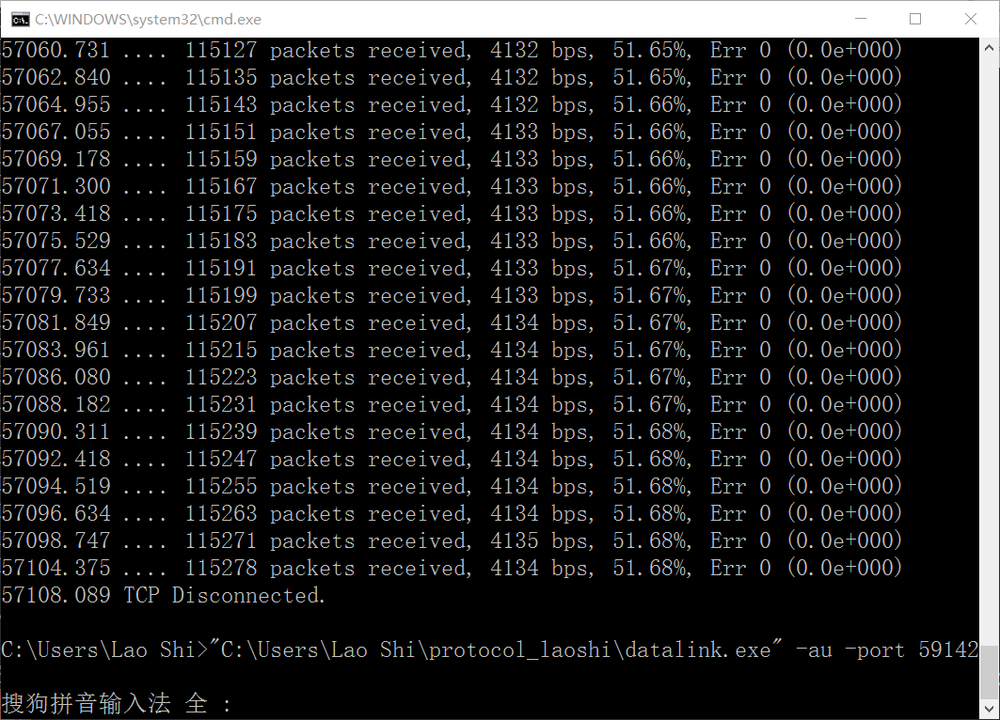 C:\WINDOWS\system32\cmd.exe
57060.731 .... 115127 packets received, 4132 bps, 51.65%, Err 0 (0.0e+000)
57062.840 .... 115135 packets received, 4132 bps, 51.65%, Err 0 (0.0e+000)
57064.955 .... 115143 packets received, 4132 bps, 51.66%, Err 0 (0.0e+000)
57067.055 .... 115151 packets received, 4133 bps, 51.66%, Err 0 (0.0e+000)
57069.178 .... 115159 packets received, 4133 bps, 51.66%, Err 0 (0.0e+000)
57071.300 .... 115167 packets received, 4133 bps, 51.66%, Err 0 (0.0e+000)
57073.418 .... 115175 packets received, 4133 bps, 51.66%, Err 0 (0.0e+000)
57075.529 .... 115183 packets received, 4133 bps, 51.66%, Err 0 (0.0e+000)
57077.634 .... 115191 packets received, 4133 bps, 51.67%, Err 0 (0.0e+000)
57079.733 .... 115199 packets received, 4133 bps, 51.67%, Err 0 (0.0e+000)
57081.849 .... 115207 packets received, 4134 bps, 51.67%, Err 0 (0.0e+000)
57083.961 .... 115215 packets received, 4134 bps, 51.67%, Err 0 (0.0e+000)
57086.080 .... 115223 packets received, 4134 bps, 51.67%, Err 0 (0.0e+000)
57088.182 .... 115231 packets received, 4134 bps, 51.67%, Err 0 (0.0e+000)
57090.311 .... 115239 packets received, 4134 bps, 51.68%, Err 0 (0.0e+000)
57092.418 .... 115247 packets received, 4134 bps, 51.68%, Err 0 (0.0e+000)
57094.519 .... 115255 packets received, 4134 bps, 51.68%, Err 0 (0.0e+000)
57096.634 .... 115263 packets received, 4134 bps, 51.68%, Err 0 (0.0e+000)
57098.747 .... 115271 packets received, 4135 bps, 51.68%, Err 0 (0.0e+000)
57104.375 .... 115278 packets received, 4134 bps, 51.68%, Err 0 (0.0e+000)
57108.089 TCP Disconnected.
C:\Users\Lao Shi>"C:\Users\Lao Shi\protocol_laoshi\datalink.exe" -au -port 59142
搜狗拼音输入法 全 :